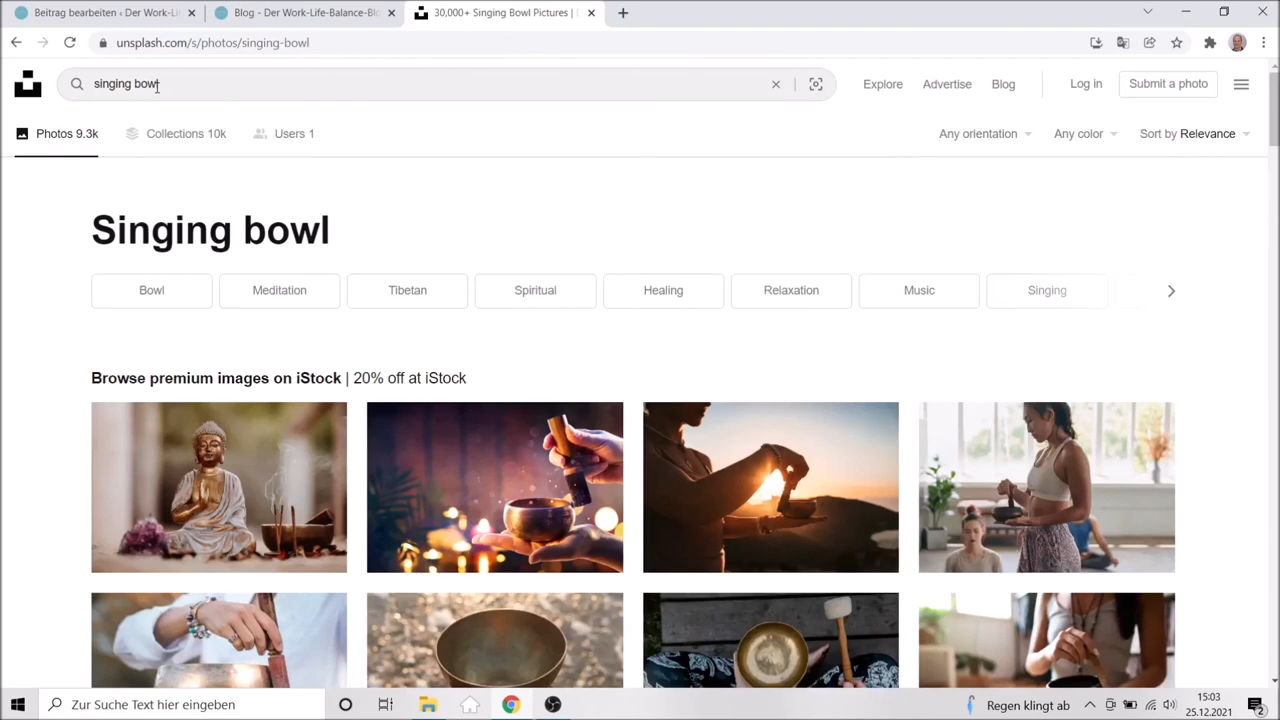 Beitrag bearbeiten ‹ Der Work-Li
Blog - Der Work-Life-Balance-Blo
30,000+ Singing Bowl Pictures | D
unsplash.com/s/photos/singing-bowl
singing bowl
Explore
Advertise
Blog
Log in
Submit a photo
Photos 9.3k
Collections 10k
Users 1
Any orientation
Any color
Sort by Relevance
Singing bowl
Bowl
Meditation
Tibetan
Spiritual
Healing
Relaxation
Music
Singing
Browse premium images on iStock | 20% off at iStock
Zur Suche Text hier eingeben
Regen klingt ab
15:03
25.12.2021
2